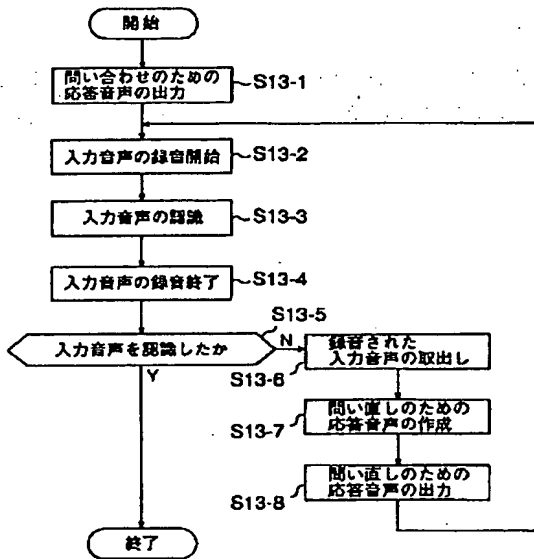 開始
問い合わせのための
応答音声の出力
S13-1
入力音声の録音開始
S13-2
入力音声の認識
S13-3
入力音声の録音終了
S13-4
S13-5
入力音声を認識したか
N
Y
録音された
入力音声の取出し
S13-6
問い直しのための
応答音声の作成
S13-7
問い直しのための
応答音声の出力
S13-8
終了